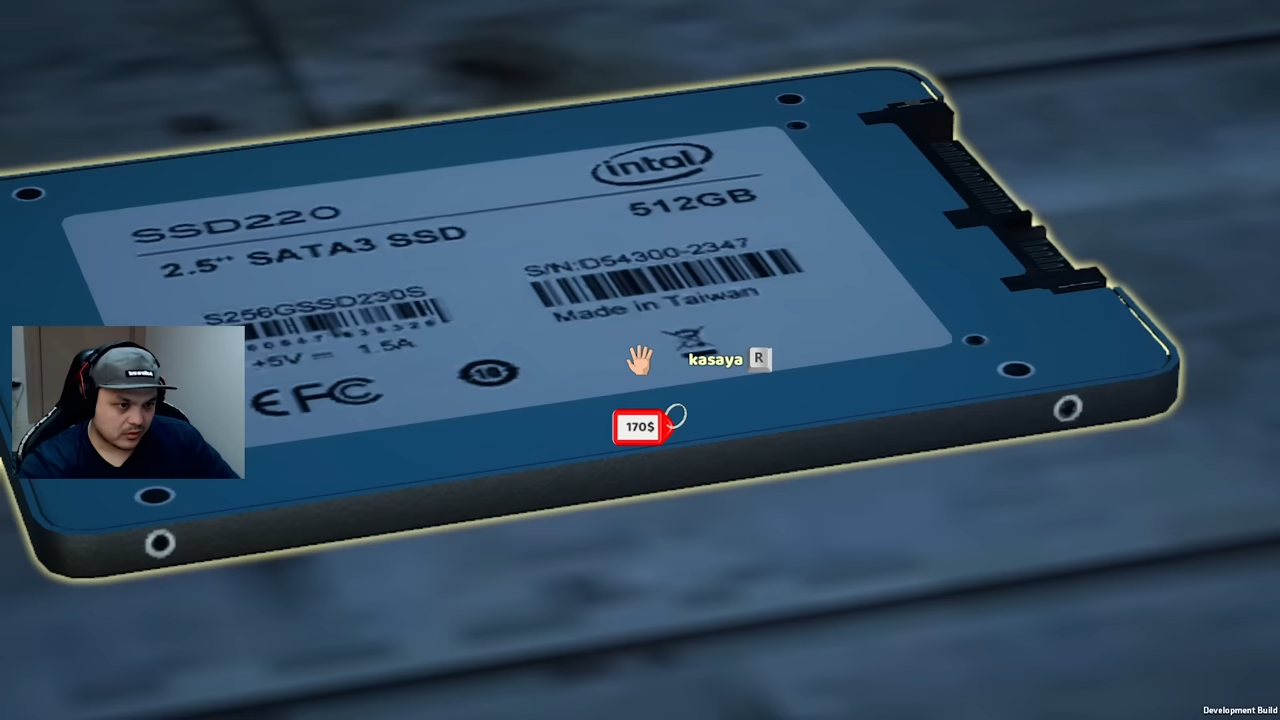 intal
SSD220
512GB
2.5" SATA3 SSD
S/N:D54300-2347
S256GSSD230S
Made in Taiwan
+5V ⎓ 1.5A
10
CE FC
kasaya R
170$
Development Build